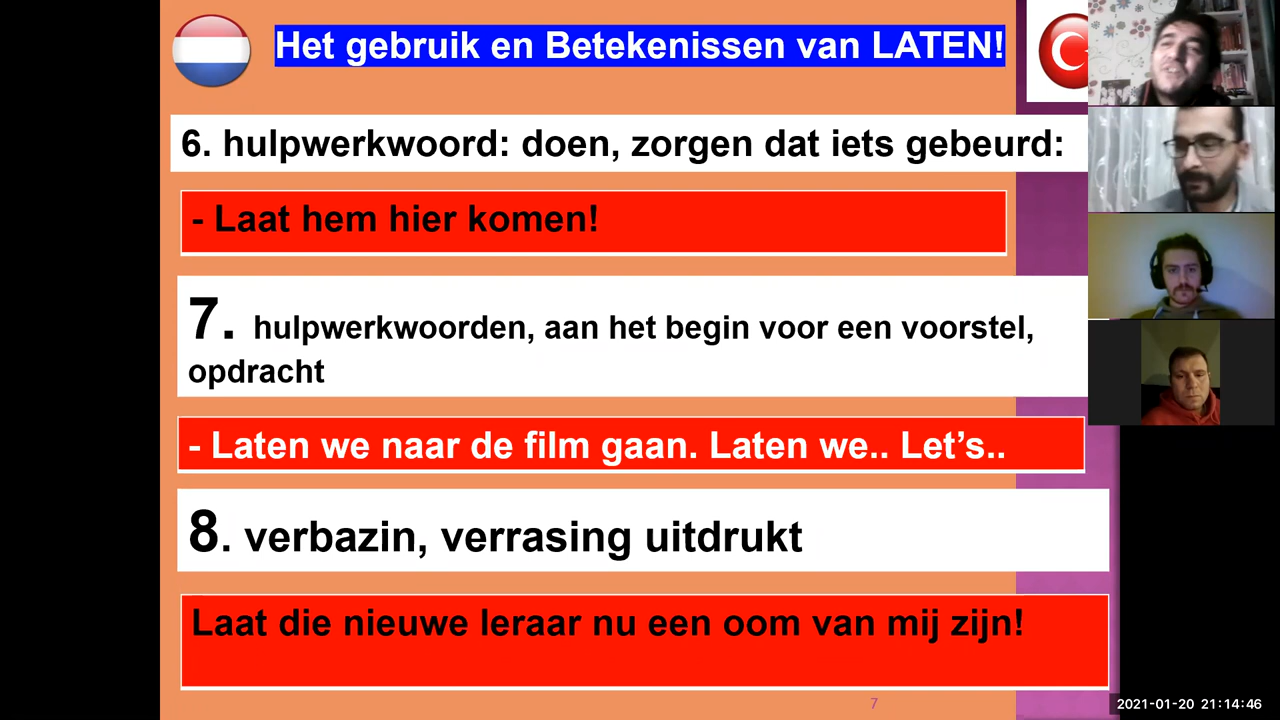 Het gebruik en Betekenissen van LATEN!
6. hulpwerkwoord: doen, zorgen dat iets gebeurd:
- Laat hem hier komen!
7. hulpwerkwoorden, aan het begin voor een voorstel,
opdracht
- Laten we naar de film gaan. Laten we.. Let’s..
8. verbazin, verrasing uitdrukt
Laat die nieuwe leraar nu een oom van mij zijn!
7
2021-01-20 21:14:46